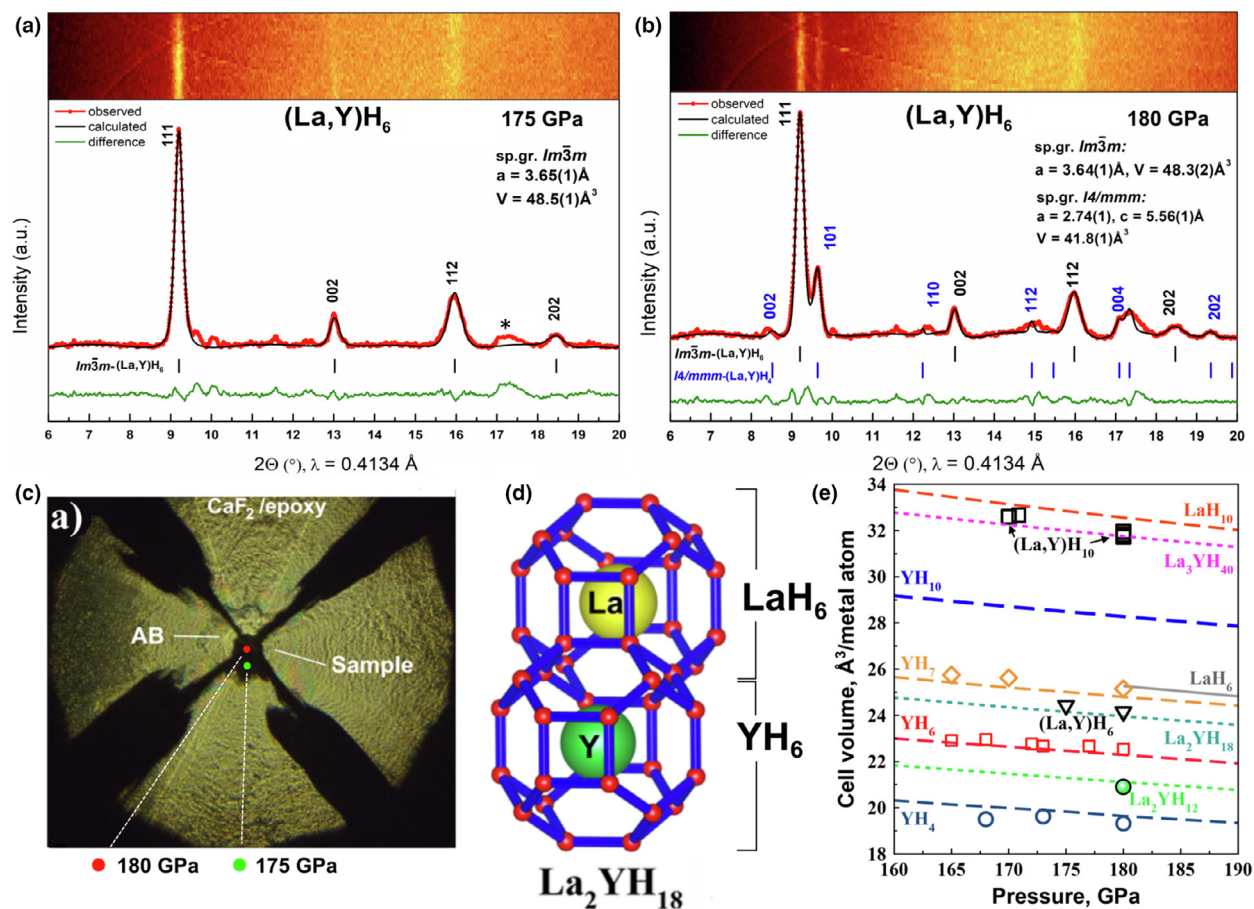 (a)
observed
calculated
difference
(La,Y)H6
175 GPa
sp.gr. Im3̅m
a = 3.65(1)Å
V = 48.5(1)Å³
111
002
112
*
202
Im3̅m-(La,Y)H6
Intensity (a.u.)
6 7 8 9 10 11 12 13 14 15 16 17 18 19 20
2Θ (°), λ = 0.4134 Å
(b)
observed
calculated
difference
(La,Y)H6
180 GPa
sp.gr. Im3̅m:
a = 3.64(1)Å, V = 48.3(2)Å³
sp.gr. I4/mmm:
a = 2.74(1), c = 5.56(1)Å
V = 41.8(1)Å³
002
111
101
110
002
112
112
004
202
202
Im3̅m-(La,Y)H6
I4/mmm-(La,Y)H4
Intensity (a.u.)
6 7 8 9 10 11 12 13 14 15 16 17 18 19 20
2Θ (°), λ = 0.4134 Å
(c)
a)
CaF2/epoxy
AB
Sample
180 GPa
175 GPa
(d)
La
Y
LaH6
YH6
La2YH18
(e)
Cell volume, Å³/metal atom
34
32
30
28
26
24
22
20
18
LaH10
(La,Y)H10
La3YH40
YH10
YH7
LaH6
(La,Y)H6
YH6
La2YH18
La2YH12
YH4
160 165 170 175 180 185 190
Pressure, GPa